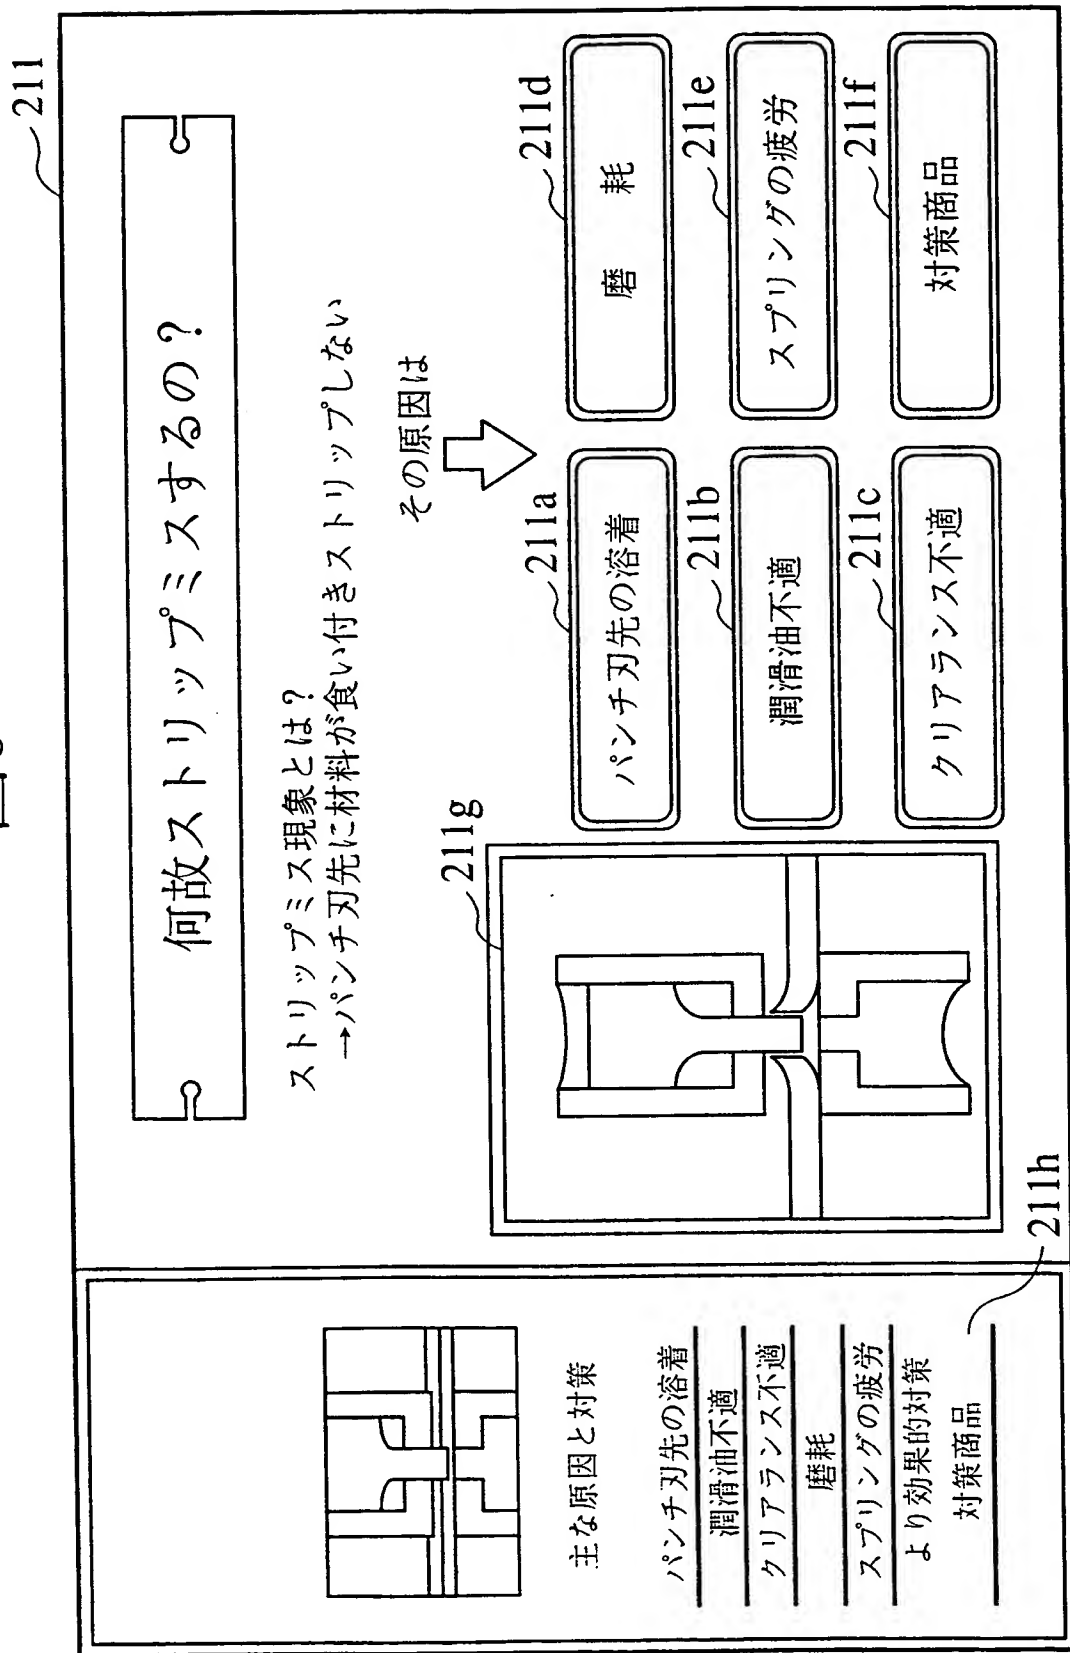 211
何故ストリップミスするの?
ストリップミス現象とは?
→パンチ刃先に材料が食い付きストリップしない
その原因は
211a
パンチ刃先の溶着
211d
磨 耗
211b
潤滑油不適
211e
スプリングの疲労
211c
クリアランス不適
211f
対策商品
211g
主な原因と対策
パンチ刃先の溶着
潤滑油不適
クリアランス不適
磨耗
スプリングの疲労
より効果的対策
対策商品
211h